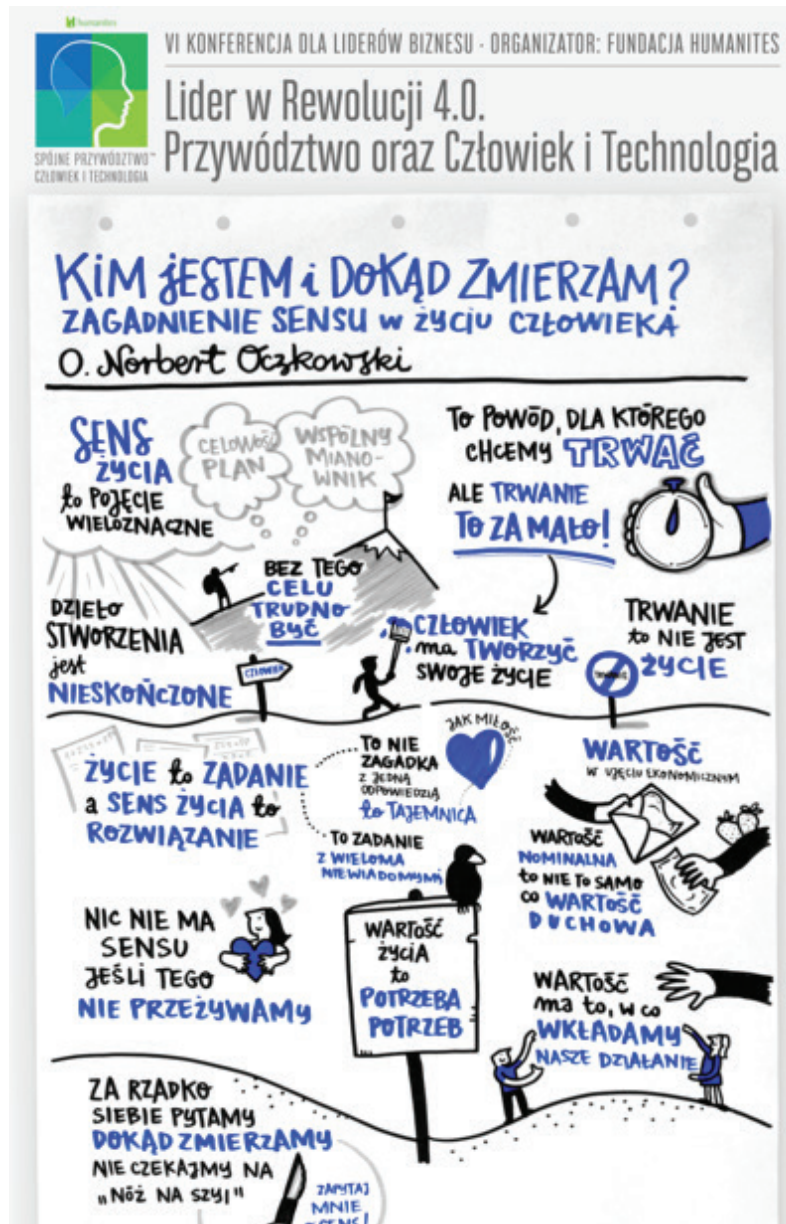 humanites
VI KONFERENCJA DLA LIDERÓW BIZNESU - ORGANIZATOR: FUNDACJA HUMANITES
Lider w Rewolucji 4.0.
Przywództwo oraz Człowiek i Technologia
SPÓJNE PRZYWÓDZTWO™
CZŁOWIEK I TECHNOLOGIA
KIM JESTEM i DOKĄD ZMIERZAM?
ZAGADNIENIE SENSU w ŻYCIU CZŁOWIEKA
O. Norbert Oczkowski
SENS
ŻYCIA
to POJĘCIE
WIELOZNACZNE
CELOWOŚĆ
PLAN
WSPÓLNY
MIANO-
WNIK
TO POWÓD, DLA KTÓREGO
CHCEMY TRWAĆ
ALE TRWANIE
TO ZA MAŁO!
BEZ TEGO
CELU
TRUDNO
BYĆ
DZIEŁO
STWORZENIA
jest
NIESKOŃCZONE
CZŁOWIEK
CZŁOWIEK
ma TWORZYĆ
SWOJE ŻYCIE
TRWANIE
to NIE JEST
ŻYCIE
TRWANIE
ŻYCIE to ZADANIE
a SENS ŻYCIA to
ROZWIĄZANIE
TO NIE
ZAGADKA
Z JEDNĄ
ODPOWIEDZIĄ
to TAJEMNICA
JAK MIŁOŚĆ
TO ZADANIE
Z WIELOMA
NIEWIADOMYMI
WARTOŚĆ
W UJĘCIU EKONOMICZNYM
WARTOŚĆ
NOMINALNA
to NIE TO SAMO
co WARTOŚĆ
DUCHOWA
NIC NIE MA
SENSU
JEŚLI TEGO
NIE PRZEŻYWAMY
WARTOŚĆ
ŻYCIA
to
POTRZEBA
POTRZEB
WARTOŚĆ
ma to, w co
WKŁADAMY
NASZE DZIAŁANIE
ZA RZADKO
SIEBIE PYTAMY
DOKĄD ZMIERZAMY
NIE CZEKAJMY NA
„NÓŻ NA SZYI"
ZAPYTAJ
MNIE
SENS!